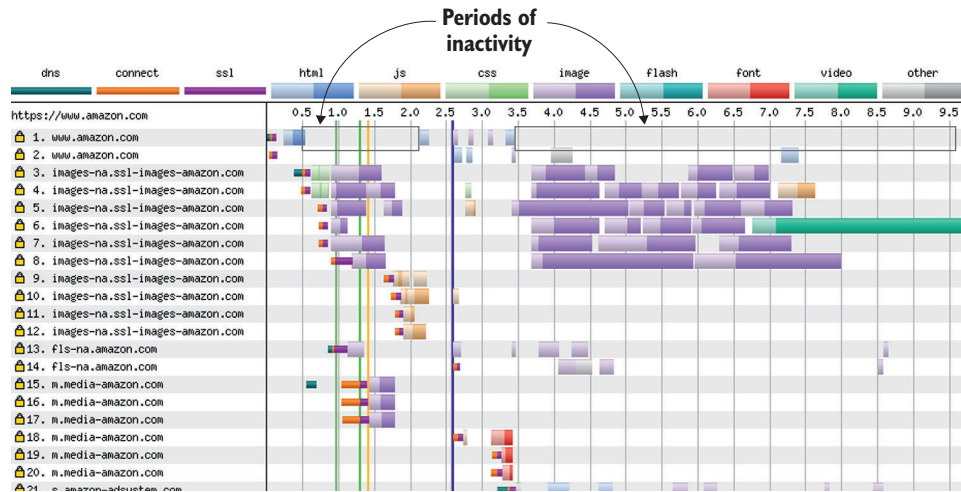 Periods of
inactivity
dns connect ssl html js css image flash font video other
https://www.amazon.com 0.5 1.0 1.5 2.0 2.5 3.0 3.5 4.0 4.5 5.0 5.5 6.0 6.5 7.0 7.5 8.0 8.5 9.0 9.5
1. www.amazon.com
2. www.amazon.com
3. images-na.ssl-images-amazon.com
4. images-na.ssl-images-amazon.com
5. images-na.ssl-images-amazon.com
6. images-na.ssl-images-amazon.com
7. images-na.ssl-images-amazon.com
8. images-na.ssl-images-amazon.com
9. images-na.ssl-images-amazon.com
10. images-na.ssl-images-amazon.com
11. images-na.ssl-images-amazon.com
12. images-na.ssl-images-amazon.com
13. fls-na.amazon.com
14. fls-na.amazon.com
15. m.media-amazon.com
16. m.media-amazon.com
17. m.media-amazon.com
18. m.media-amazon.com
19. m.media-amazon.com
20. m.media-amazon.com
21. s.amazon-adsystem.com